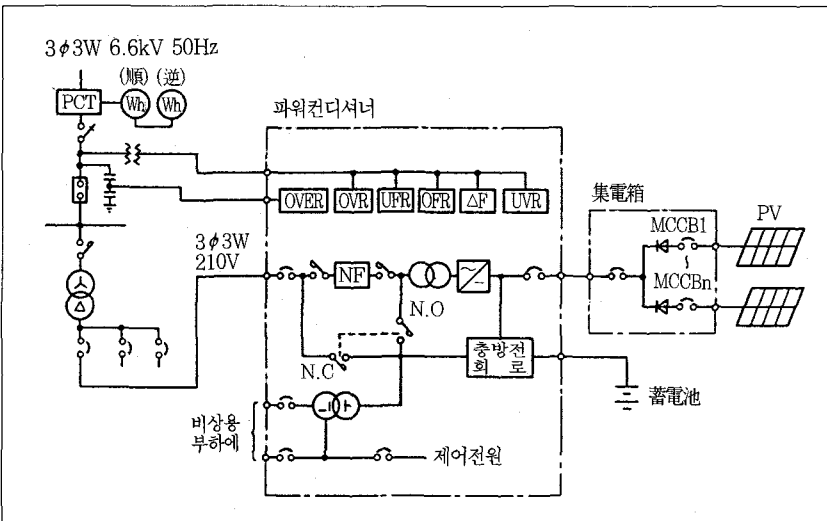 3φ3W 6.6kV 50Hz
(順) (逆)
PCT
Wh Wh
파워컨디셔너
OVER OVR UFR OFR ΔF UVR
集電箱
MCCB1
PV
~
MCCBn
3φ3W
210V
NF
N.O
N.C
충방전
회 로
蓄電池
비상용
부하에
제어전원